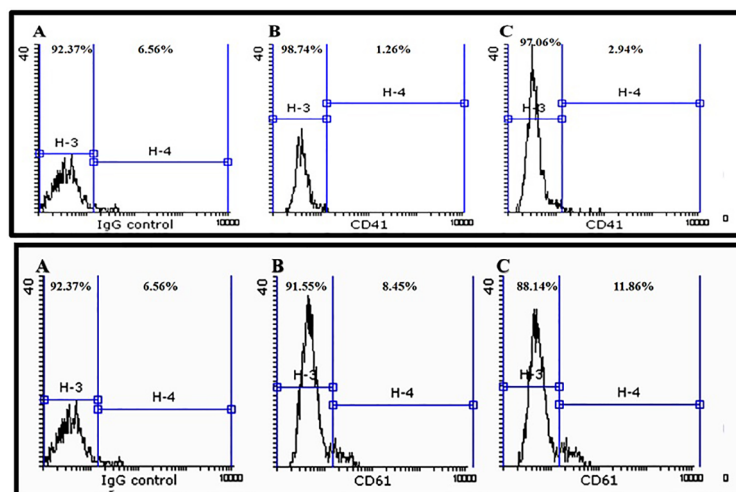 A B C
40 92.37% 6.56% 40 98.74% 1.26% 40 97.06% 2.94%
H-4 H-4
H-3 H-3 H-3
H-4
10000 10000 10000 0
IgG control CD41 CD41
A B C
40 92.37% 6.56% 40 91.55% 8.45% 40 88.14% 11.86%
H-3 H-4 H-3 H-4 H-3 H-4
10000 10000 10000 0
IgG control CD61 CD61